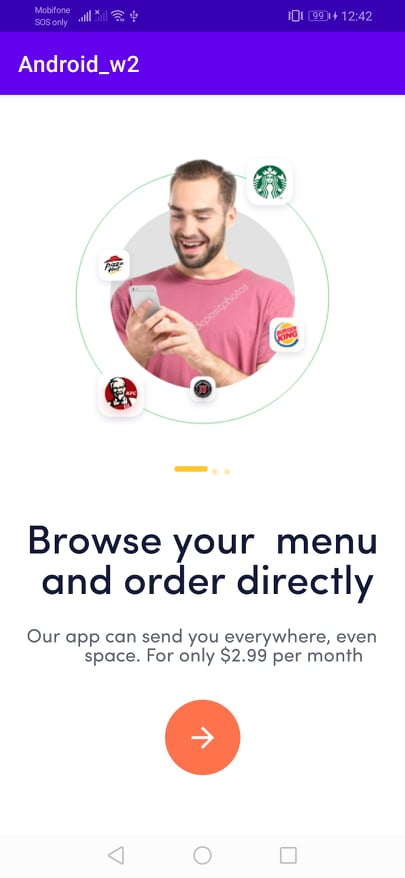 Mobifone
SOS only
99
12:42
Android_w2
Pizza
Hut
depositphotos
BURGER
KING
KFC
Browse your  menu
and order directly
Our app can send you everywhere, even
space. For only $2.99 per month